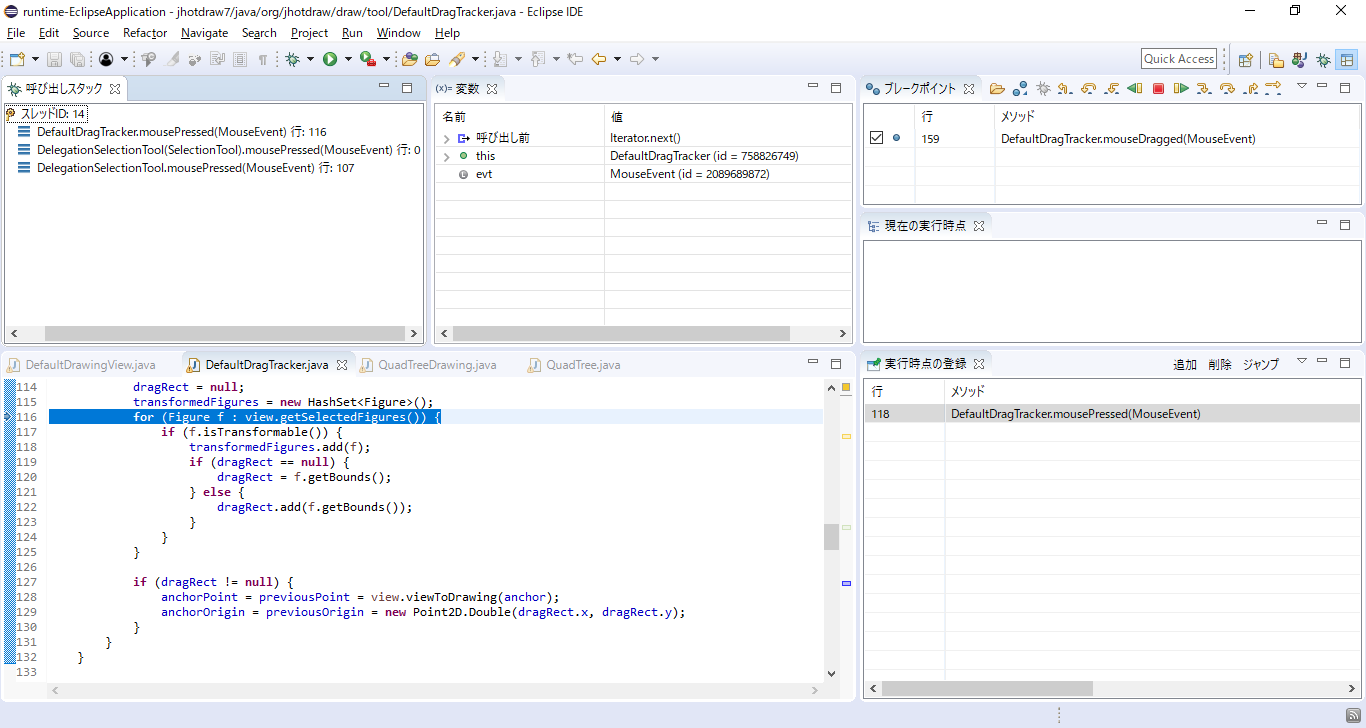 runtime-EclipseApplication - jhotdraw7/java/org/jhotdraw/draw/tool/DefaultDragTracker.java - Eclipse IDE
File Edit Source Refactor Navigate Search Project Run Window Help
Quick Access
呼び出しスタック
スレッドID: 14
DefaultDragTracker.mousePressed(MouseEvent) 行: 116
DelegationSelectionTool(SelectionTool).mousePressed(MouseEvent) 行: 0
DelegationSelectionTool.mousePressed(MouseEvent) 行: 107
(x)= 変数
名前 値
呼び出し前 Iterator.next()
this DefaultDragTracker (id = 758826749)
evt MouseEvent (id = 2089689872)
ブレークポイント
行 メソッド
159 DefaultDragTracker.mouseDragged(MouseEvent)
現在の実行時点
DefaultDrawingView.java DefaultDragTracker.java QuadTreeDrawing.java QuadTree.java
114 dragRect = null;
115 transformedFigures = new HashSet<Figure>();
116 for (Figure f : view.getSelectedFigures()) {
117 if (f.isTransformable()) {
118 transformedFigures.add(f);
119 if (dragRect == null) {
120 dragRect = f.getBounds();
121 } else {
122 dragRect.add(f.getBounds());
123 }
124 }
125 }
126
127 if (dragRect != null) {
128 anchorPoint = previousPoint = view.viewToDrawing(anchor);
129 anchorOrigin = previousOrigin = new Point2D.Double(dragRect.x, dragRect.y);
130 }
131 }
132 }
133
実行時点の登録
追加 削除 ジャンプ
行 メソッド
118 DefaultDragTracker.mousePressed(MouseEvent)